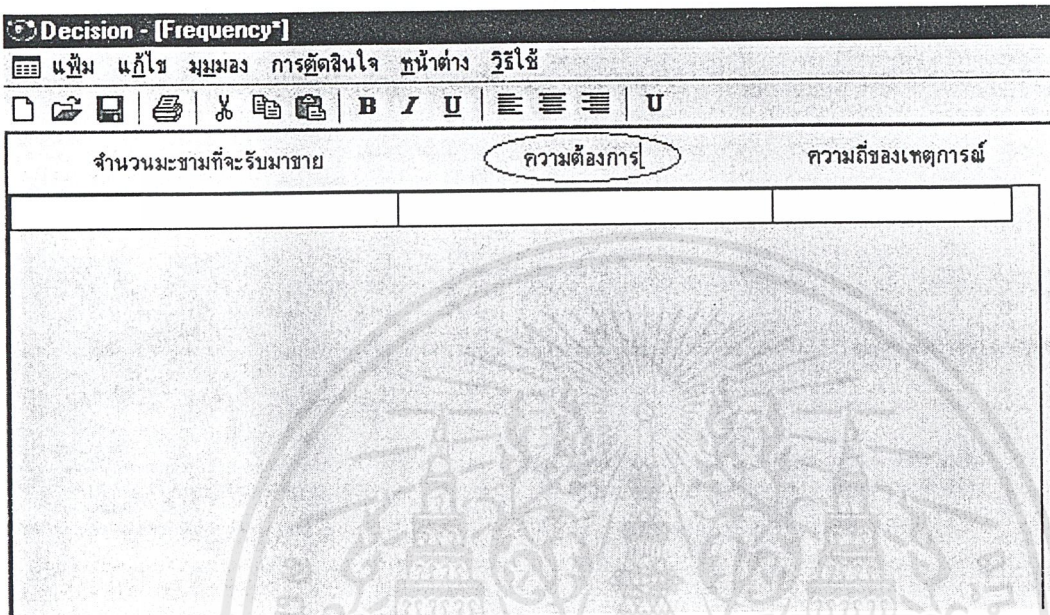 Decision - [Frequency*]
แฟ้ม แก้ไข มุมมอง การตัดสินใจ หน้าต่าง วิธีใช้
B I U U
จำนวนมะขามที่จะรับมาขาย ความต้องการ ความถี่ของเหตุการณ์